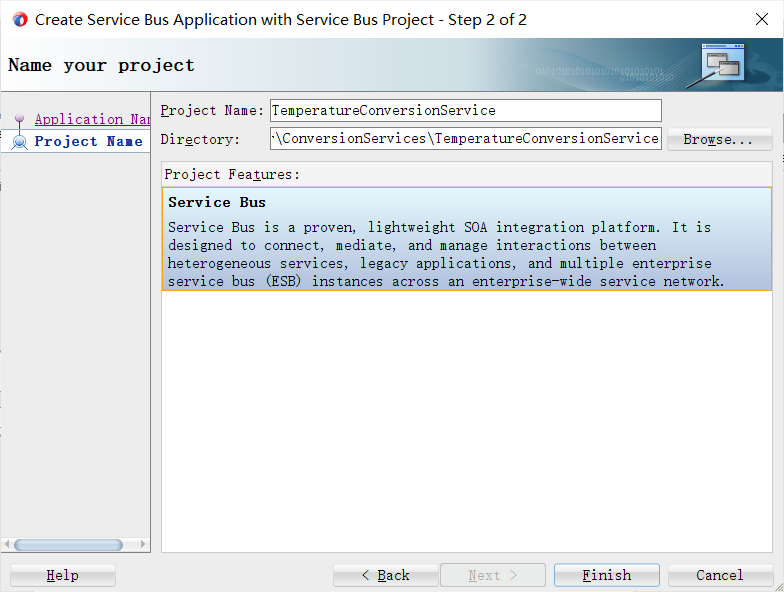 Create Service Bus Application with Service Bus Project - Step 2 of 2
Name your project
Application Nam
Project Name
Project Name: TemperatureConversionService
Directory: \ConversionServices\TemperatureConversionService Browse...
Project Features:
Service Bus
Service Bus is a proven, lightweight SOA integration platform. It is
designed to connect, mediate, and manage interactions between
heterogeneous services, legacy applications, and multiple enterprise
service bus (ESB) instances across an enterprise-wide service network.
Help < Back Next > Finish Cancel